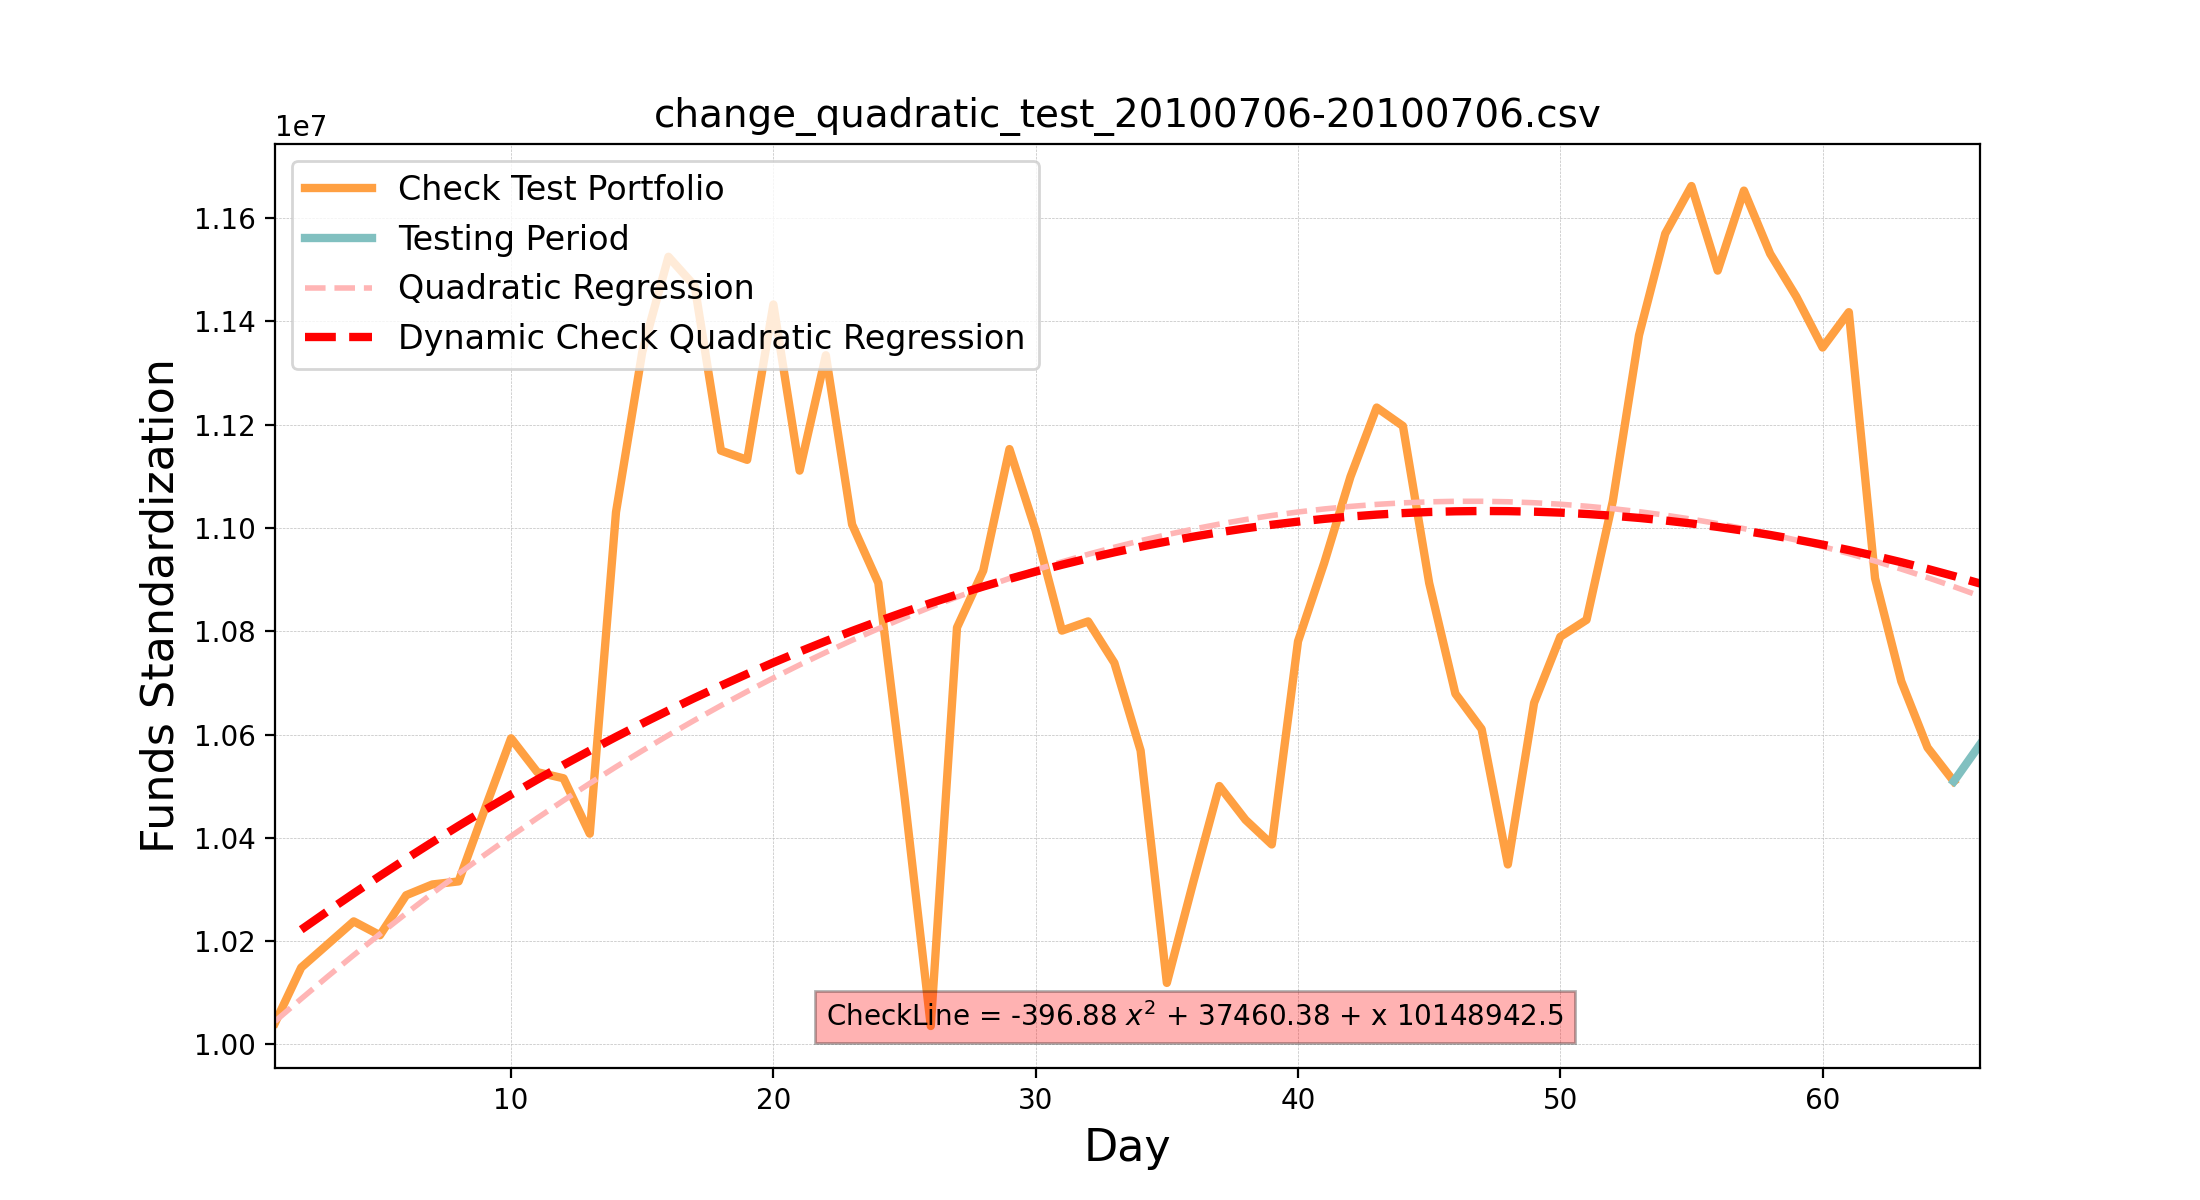 change_quadratic_test_20100706-20100706.csv
1e7
Check Test Portfolio
Testing Period
Quadratic Regression
Dynamic Check Quadratic Regression
1.16
1.14
1.12
1.10
1.08
1.06
1.04
1.02
1.00
Funds Standardization
CheckLine = -396.88 x² + 37460.38 + x 10148942.5
10 20 30 40 50 60
Day